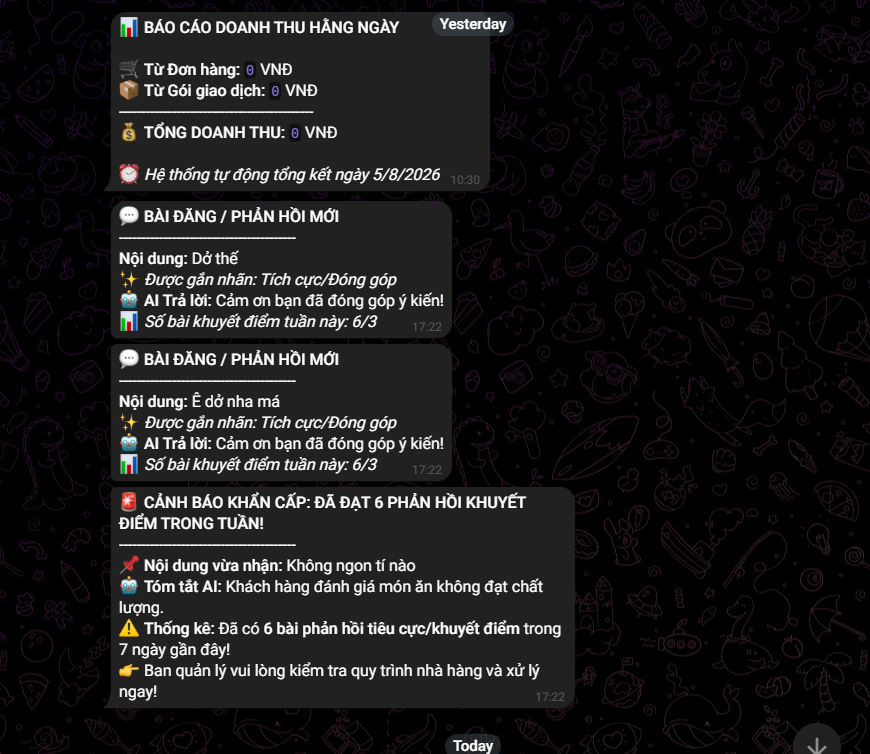 Yesterday
📊 BÁO CÁO DOANH THU HẰNG NGÀY
🛒 Từ Đơn hàng: 0 VNĐ
📦 Từ Gói giao dịch: 0 VNĐ
-----------------------------------
💰 TỔNG DOANH THU: 0 VNĐ
⏰ Hệ thống tự động tổng kết ngày 5/8/2026 10:30
💬 BÀI ĐĂNG / PHẢN HỒI MỚI
--------------------------------
Nội dung: Dở thế
✨ Được gắn nhãn: Tích cực/Đóng góp
🤖 AI Trả lời: Cảm ơn bạn đã đóng góp ý kiến!
📊 Số bài khuyết điểm tuần này: 6/3 17:22
💬 BÀI ĐĂNG / PHẢN HỒI MỚI
--------------------------------
Nội dung: Ê dở nha má
✨ Được gắn nhãn: Tích cực/Đóng góp
🤖 AI Trả lời: Cảm ơn bạn đã đóng góp ý kiến!
📊 Số bài khuyết điểm tuần này: 6/3 17:22
🚨 CẢNH BÁO KHẨN CẤP: ĐÃ ĐẠT 6 PHẢN HỒI KHUYẾT
ĐIỂM TRONG TUẦN!
--------------------------------
📌 Nội dung vừa nhận: Không ngon tí nào
🤖 Tóm tắt AI: Khách hàng đánh giá món ăn không đạt chất
lượng.
⚠️ Thống kê: Đã có 6 bài phản hồi tiêu cực/khuyết điểm trong
7 ngày gần đây!
👉 Ban quản lý vui lòng kiểm tra quy trình nhà hàng và xử lý
ngay! 17:22
Today